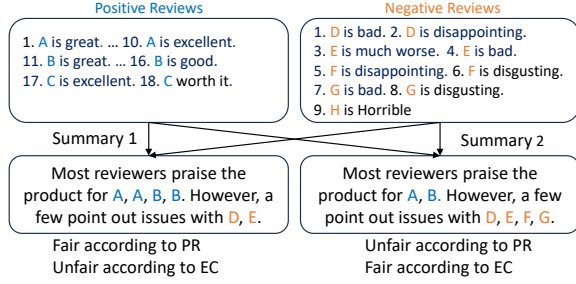 Positive Reviews
1. A is great. ... 10. A is excellent.
11. B is great. ... 16. B is good.
17. C is excellent. 18. C worth it.
Negative Reviews
1. D is bad. 2. D is disappointing.
3. E is much worse. 4. E is bad.
5. F is disappointing. 6. F is disgusting.
7. G is bad. 8. G is disgusting.
9. H is Horrible
Summary 1
Summary 2
Most reviewers praise the
product for A, A, B, B. However, a
few point out issues with D, E.
Most reviewers praise the
product for A, B. However, a few
point out issues with D, E, F, G.
Fair according to PR
Unfair according to EC
Unfair according to PR
Fair according to EC